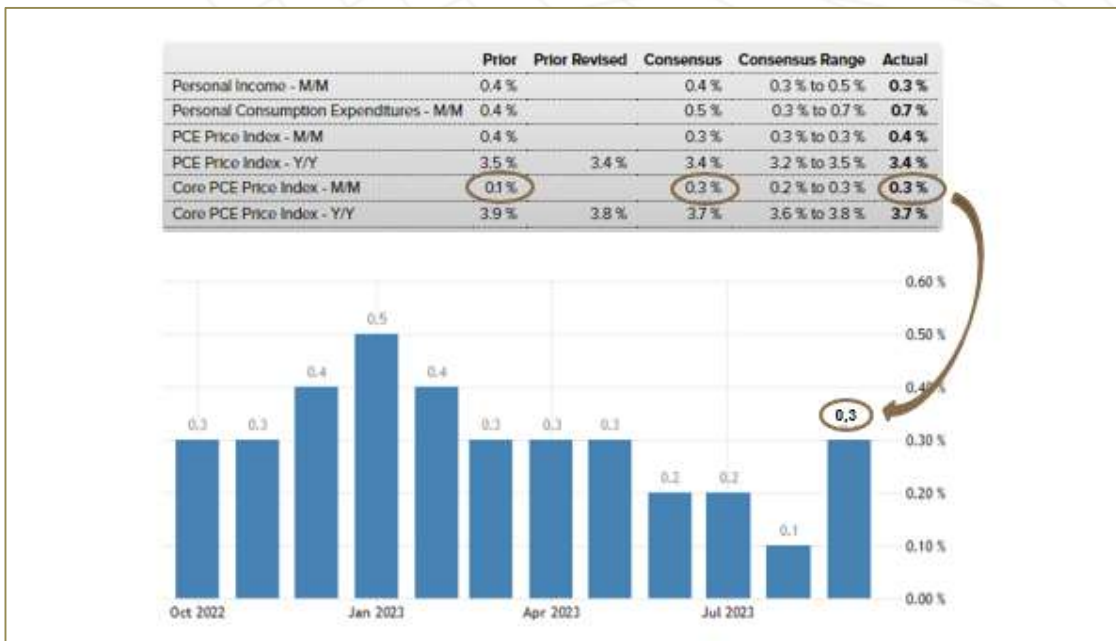 Prior Prior Revised Consensus Consensus Range Actual
Personal Income - M/M 0.4 % 0.4 % 0.3 % to 0.5 % 0.3 %
Personal Consumption Expenditures - M/M 0.4 % 0.5 % 0.3 % to 0.7 % 0.7 %
PCE Price Index - M/M 0.4 % 0.3 % 0.3 % to 0.3 % 0.4 %
PCE Price Index - Y/Y 3.5 % 3.4 % 3.4 % 3.2 % to 3.5 % 3.4 %
Core PCE Price Index - M/M 0.1 % 0.3 % 0.2 % to 0.3 % 0.3 %
Core PCE Price Index - Y/Y 3.9 % 3.8 % 3.7 % 3.6 % to 3.8 % 3.7 %
0.60 %
0.5
0.50 %
0.4 0.4
0.4 %
0,3
0.3 0.3 0.3 0.3 0.3
0.30 %
0.2 0.2
0.20 %
0.1
0.10 %
0.00 %
Oct 2022 Jan 2023 Apr 2023 Jul 2023